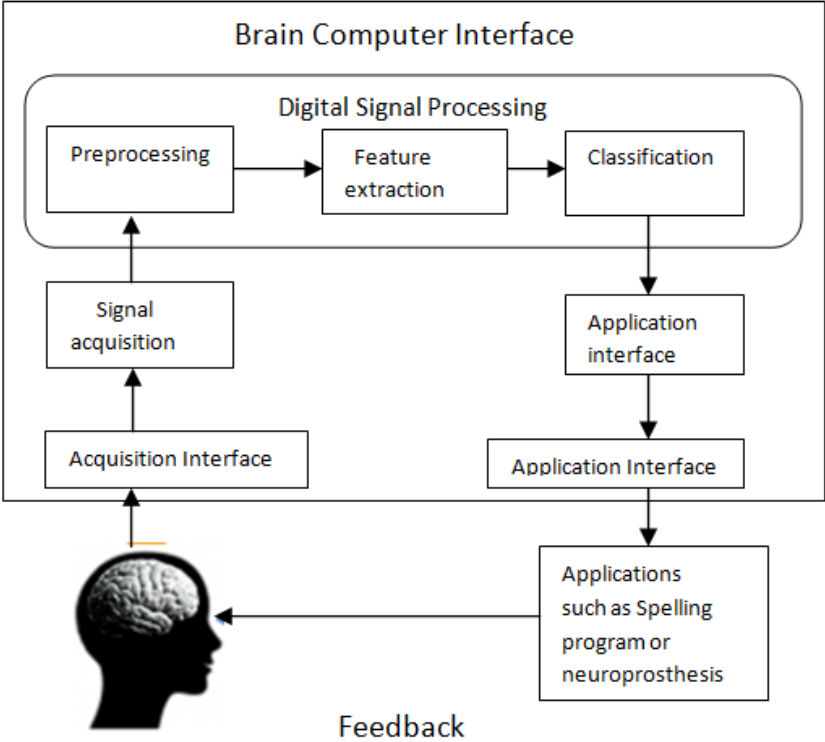 Brain Computer Interface
Digital Signal Processing
Preprocessing
Feature
extraction
Classification
Signal
acquisition
Application
interface
Acquisition Interface
Application Interface
Applications
such as Spelling
program or
neuroprosthesis
Feedback